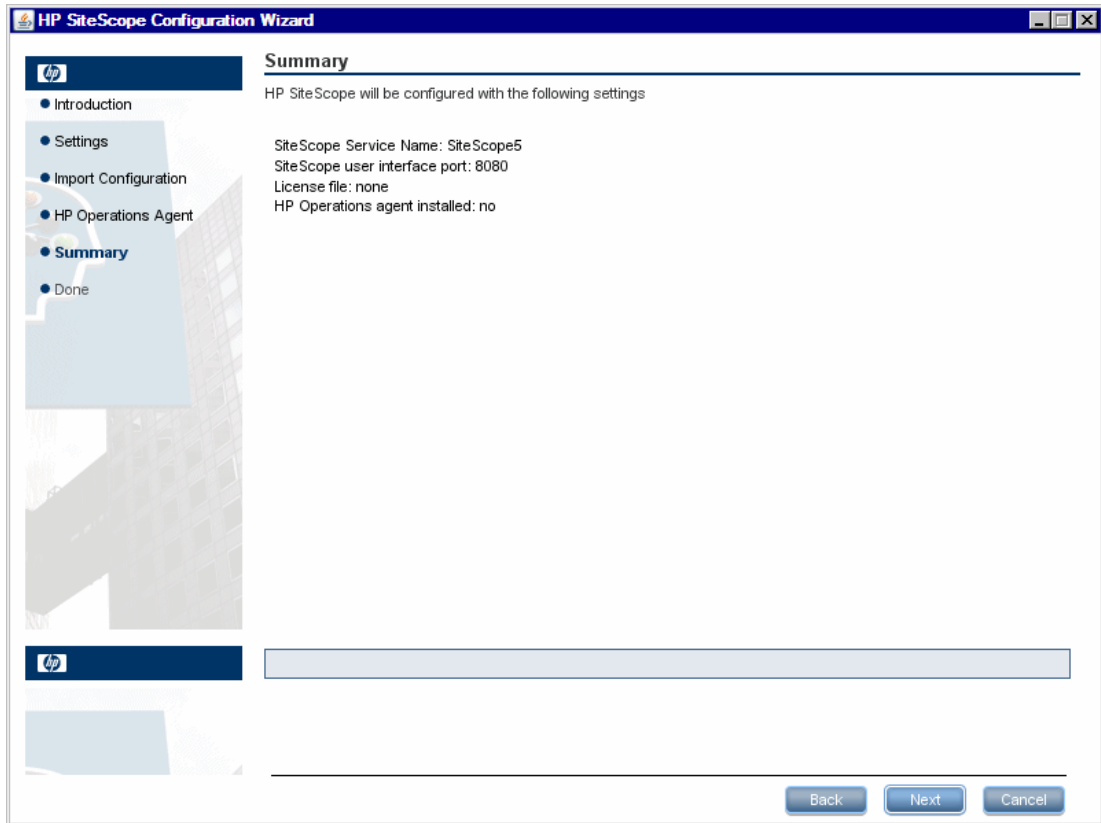 HP SiteScope Configuration Wizard
hp
Introduction
Settings
Import Configuration
HP Operations Agent
Summary
Done
Summary
HP SiteScope will be configured with the following settings
SiteScope Service Name: SiteScope5
SiteScope user interface port: 8080
License file: none
HP Operations agent installed: no
hp
Back
Next
Cancel